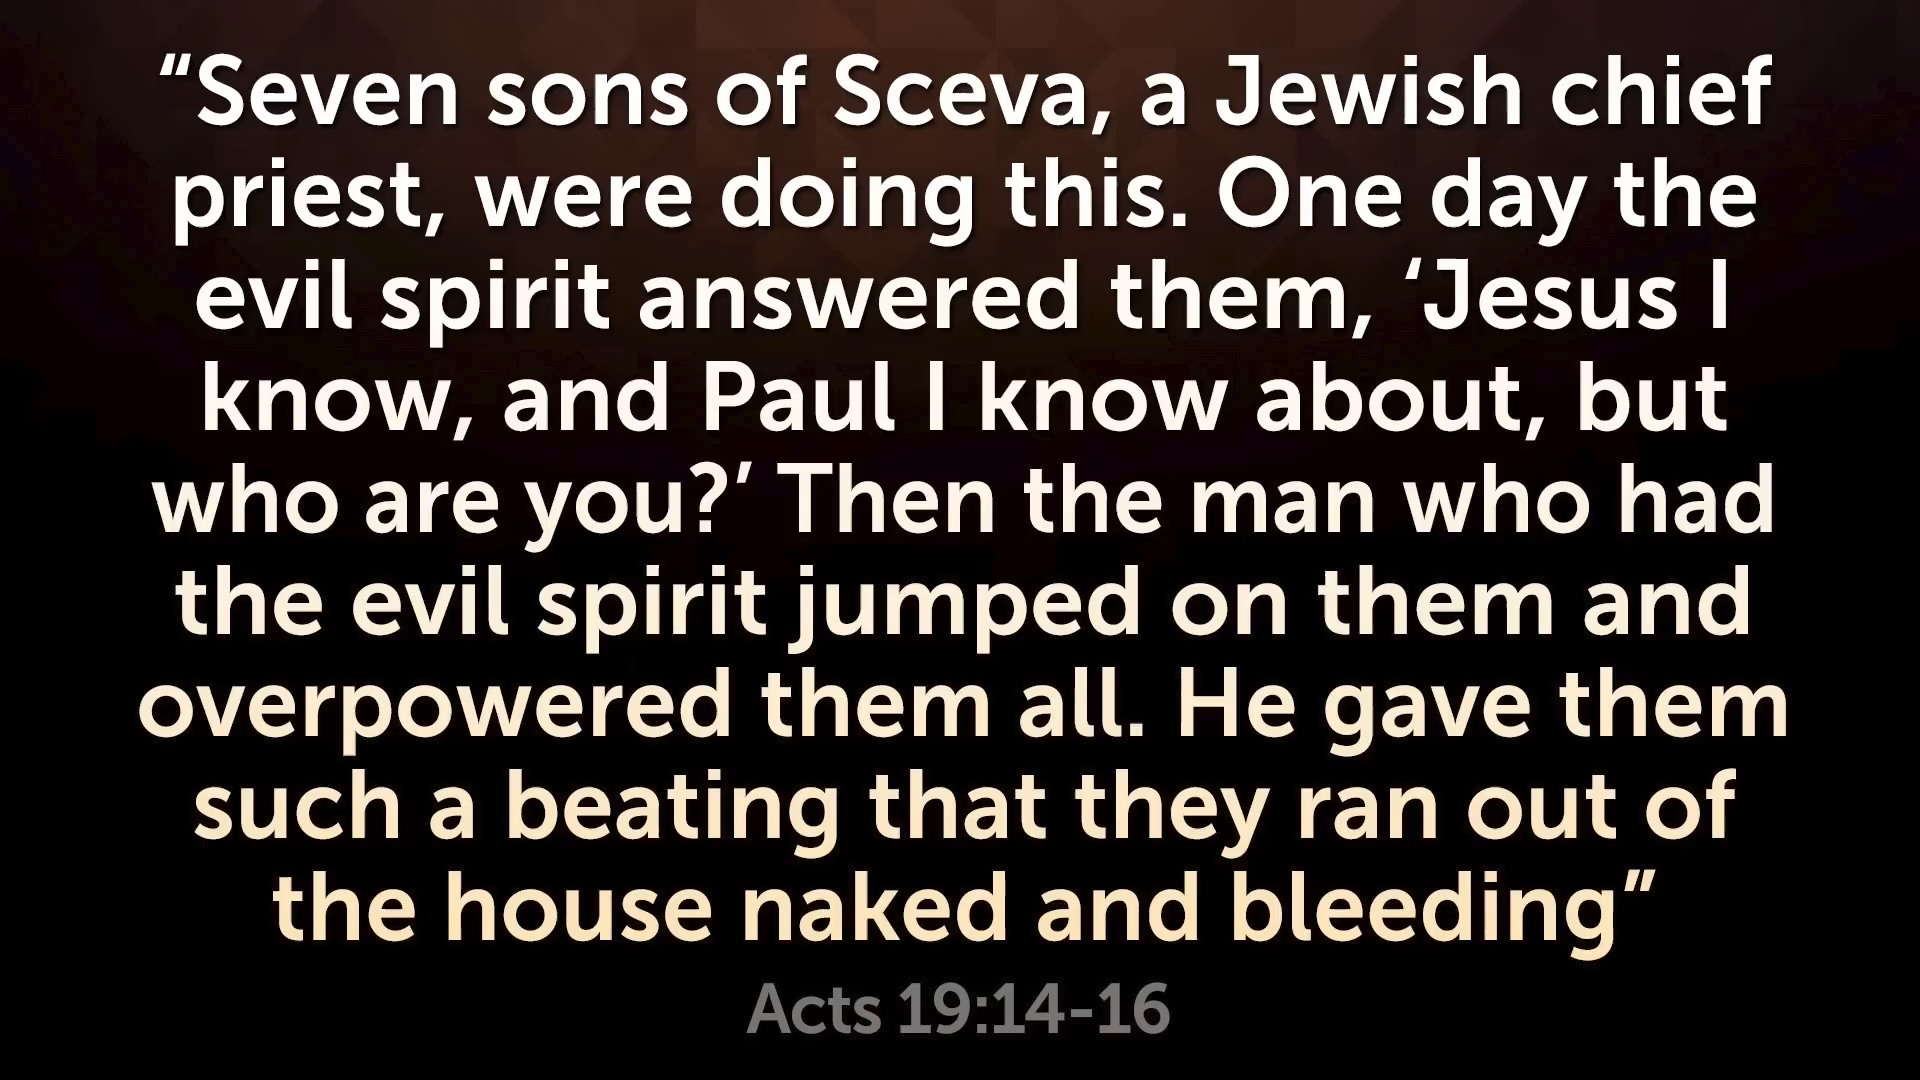 “Seven sons of Sceva, a Jewish chief
priest, were doing this. One day the
evil spirit answered them, ‘Jesus I
know, and Paul I know about, but
who are you?’ Then the man who had
the evil spirit jumped on them and
overpowered them all. He gave them
such a beating that they ran out of
the house naked and bleeding”
Acts 19:14-16